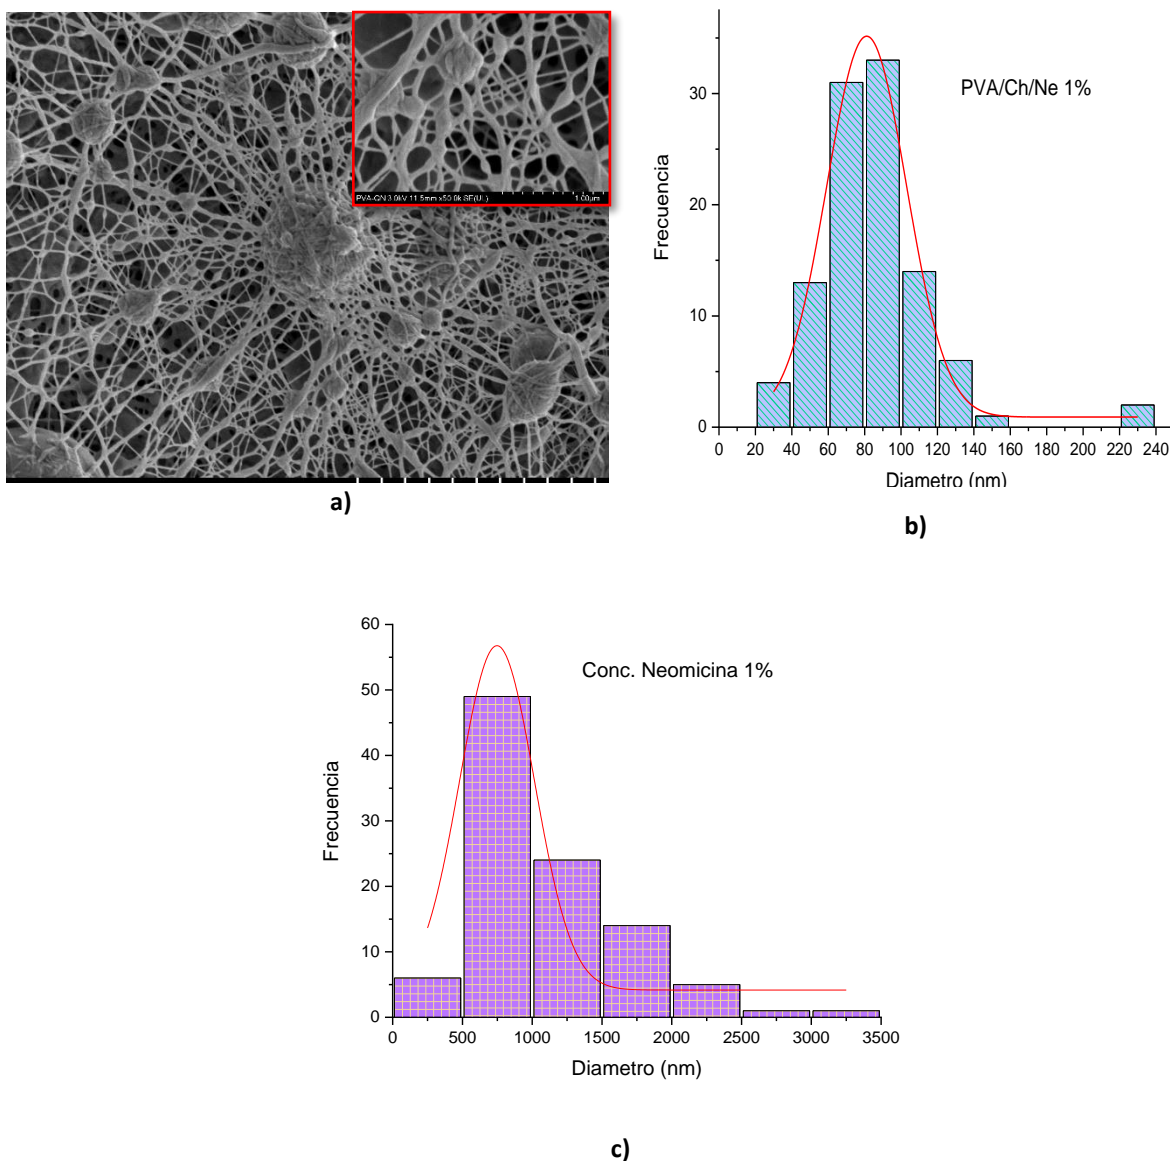 PVA-QN 3.0kV 11.5mm x50.0k SE(UL) 1.00µm
a)
PVA/Ch/Ne 1%
Frecuencia
30
20
10
0
0 20 40 60 80 100 120 140 160 180 200 220 240
Diametro (nm)
b)
Conc. Neomicina 1%
Frecuencia
60
50
40
30
20
10
0
0 500 1000 1500 2000 2500 3000 3500
Diametro (nm)
c)